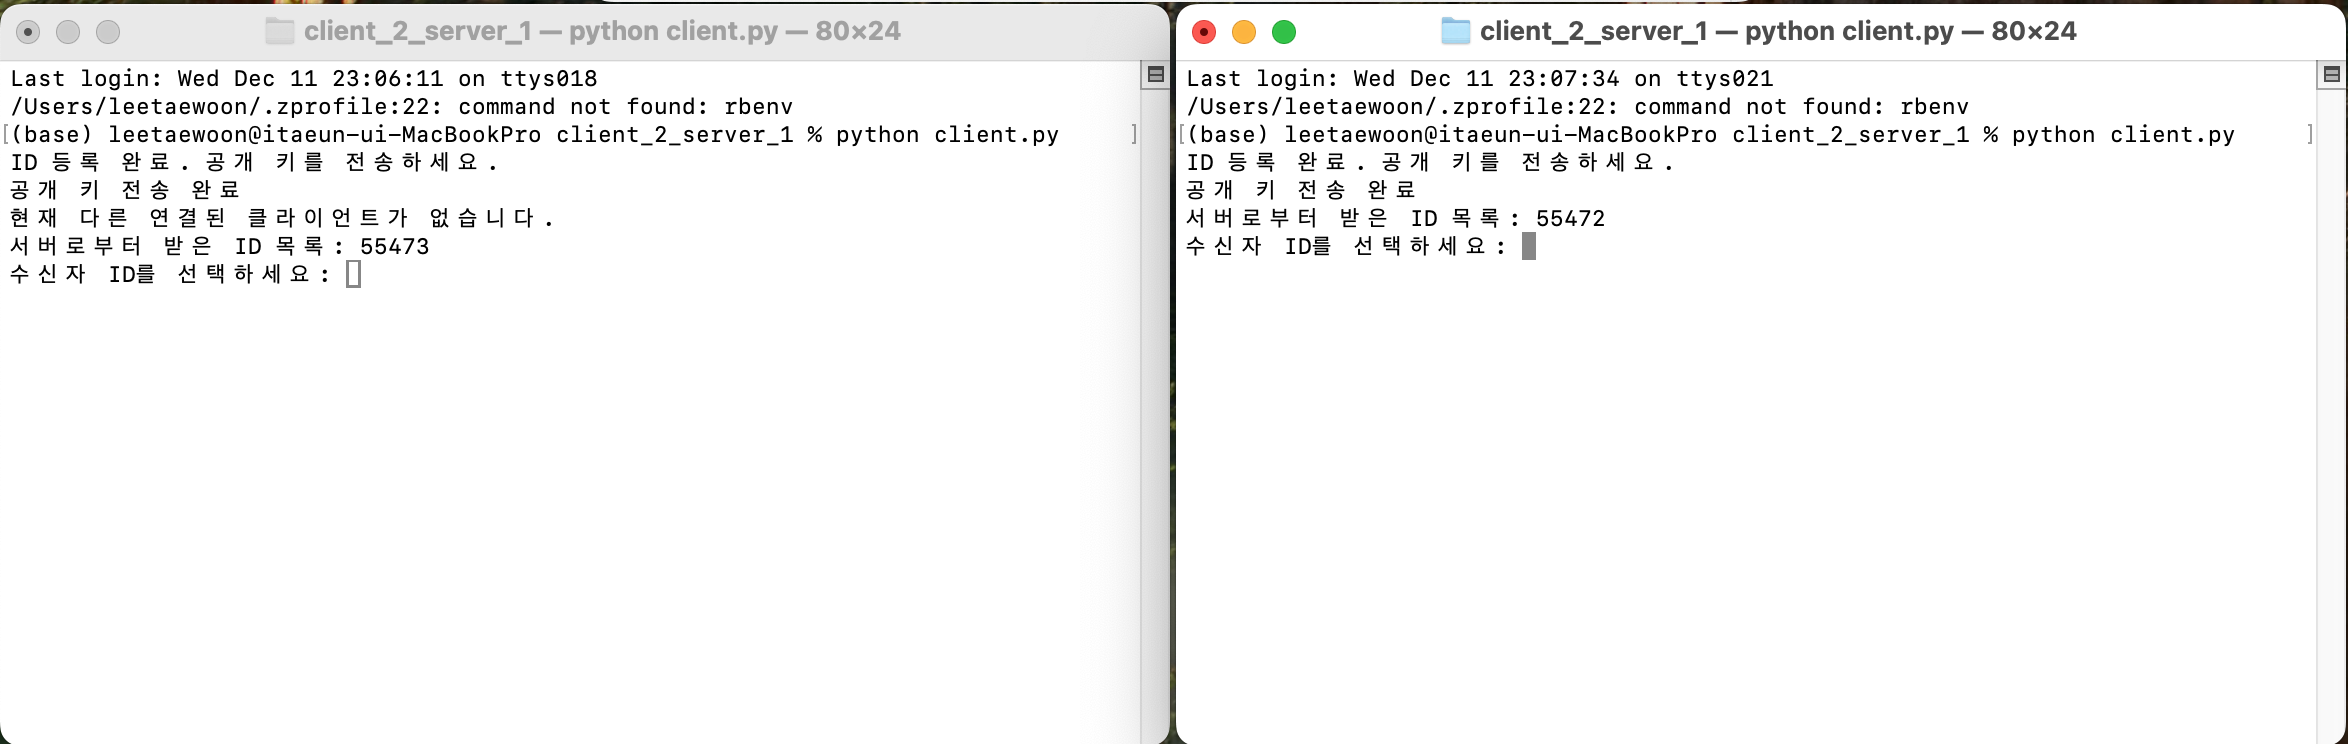 client_2_server_1 — python client.py — 80×24
Last login: Wed Dec 11 23:06:11 on ttys018
/Users/leetaewoon/.zprofile:22: command not found: rbenv
[(base) leetaewoon@itaeun-ui-MacBookPro client_2_server_1 % python client.py ]
ID 등록 완료. 공개 키를 전송하세요.
공개 키 전송 완료
현재 다른 연결된 클라이언트가 없습니다.
서버로부터 받은 ID 목록: 55473
수신자 ID를 선택하세요:
client_2_server_1 — python client.py — 80×24
Last login: Wed Dec 11 23:07:34 on ttys021
/Users/leetaewoon/.zprofile:22: command not found: rbenv
[(base) leetaewoon@itaeun-ui-MacBookPro client_2_server_1 % python client.py ]
ID 등록 완료. 공개 키를 전송하세요.
공개 키 전송 완료
서버로부터 받은 ID 목록: 55472
수신자 ID를 선택하세요: